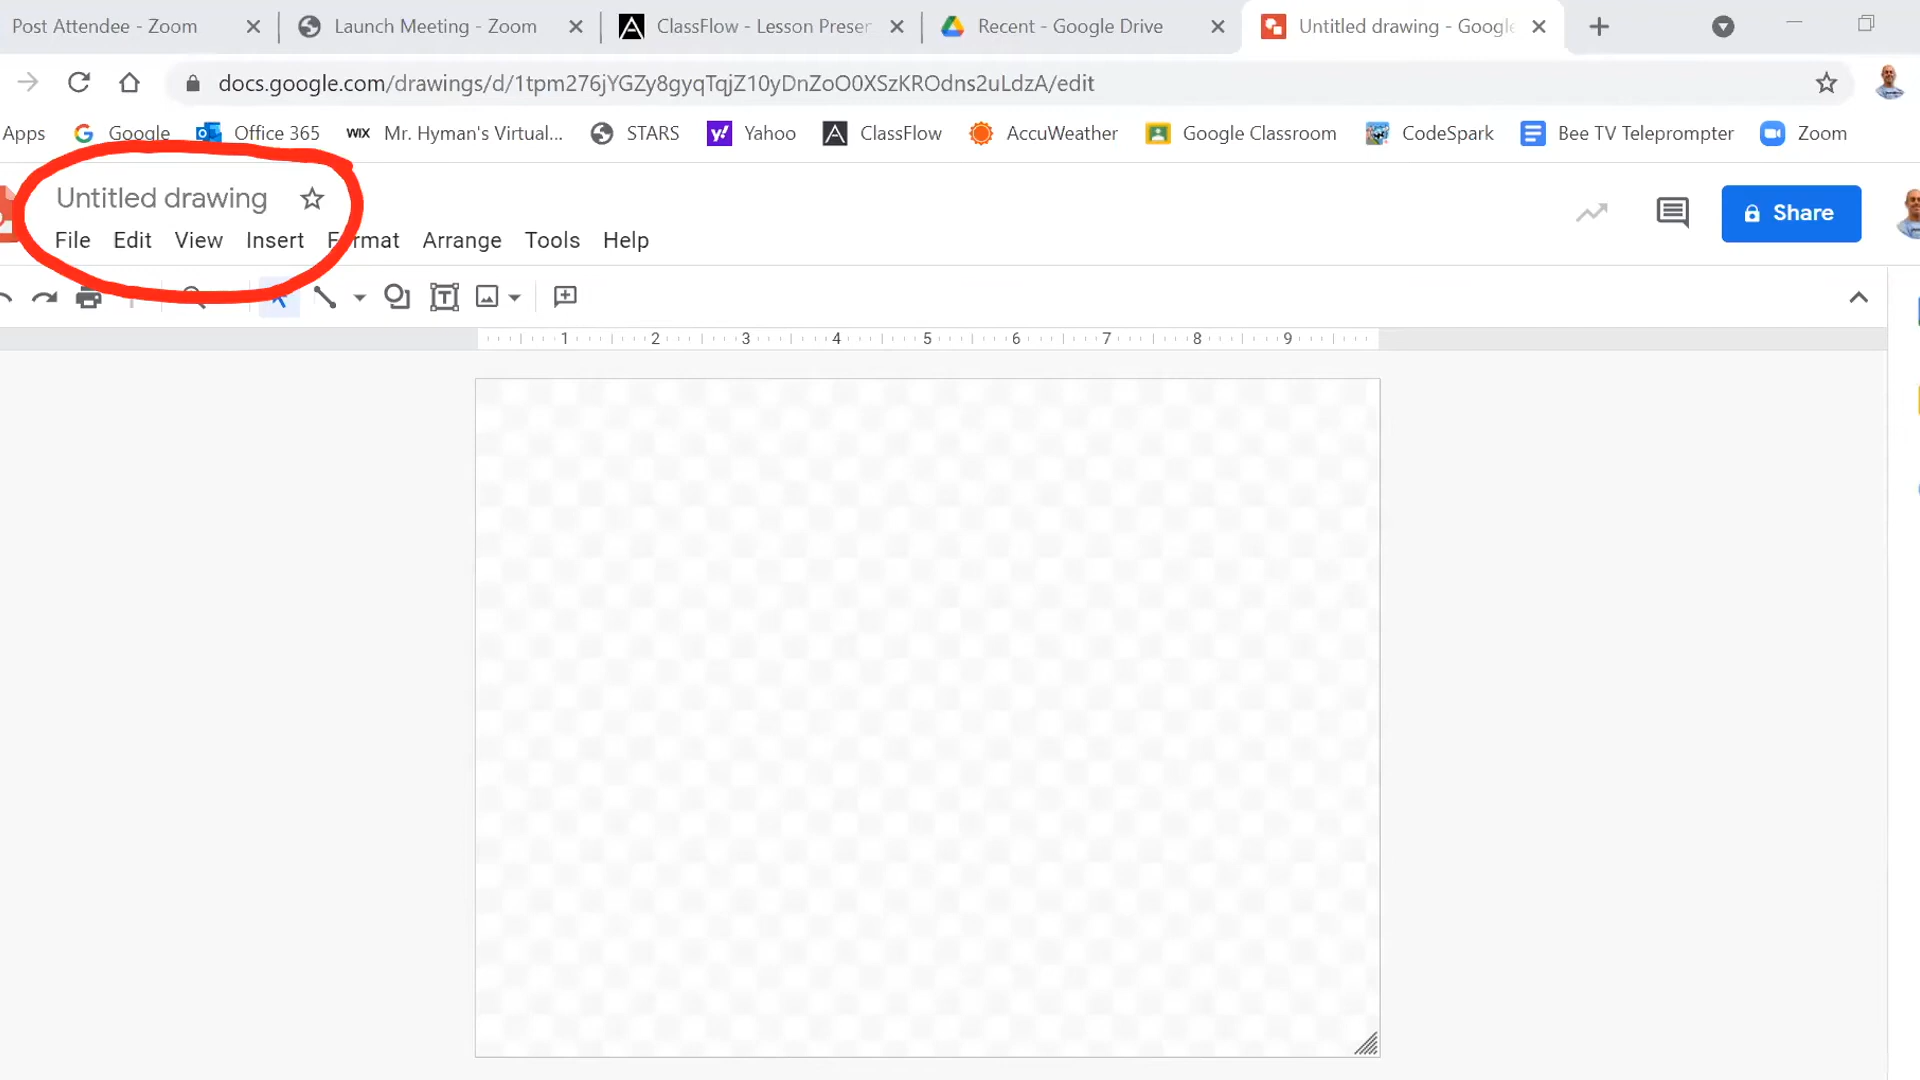 Post Attendee - Zoom Launch Meeting - Zoom ClassFlow - Lesson Preser Recent - Google Drive Untitled drawing - Google
docs.google.com/drawings/d/1tpm276jYGZy8gyqTqjZ10yDnZoO0XSzKROdns2uLdzA/edit
Apps Google Office 365 WIX Mr. Hyman's Virtual... STARS y! Yahoo ClassFlow AccuWeather Google Classroom CodeSpark Bee TV Teleprompter Zoom
Untitled drawing
Share
File Edit View Insert Format Arrange Tools Help
1 2 3 4 5 6 7 8 9